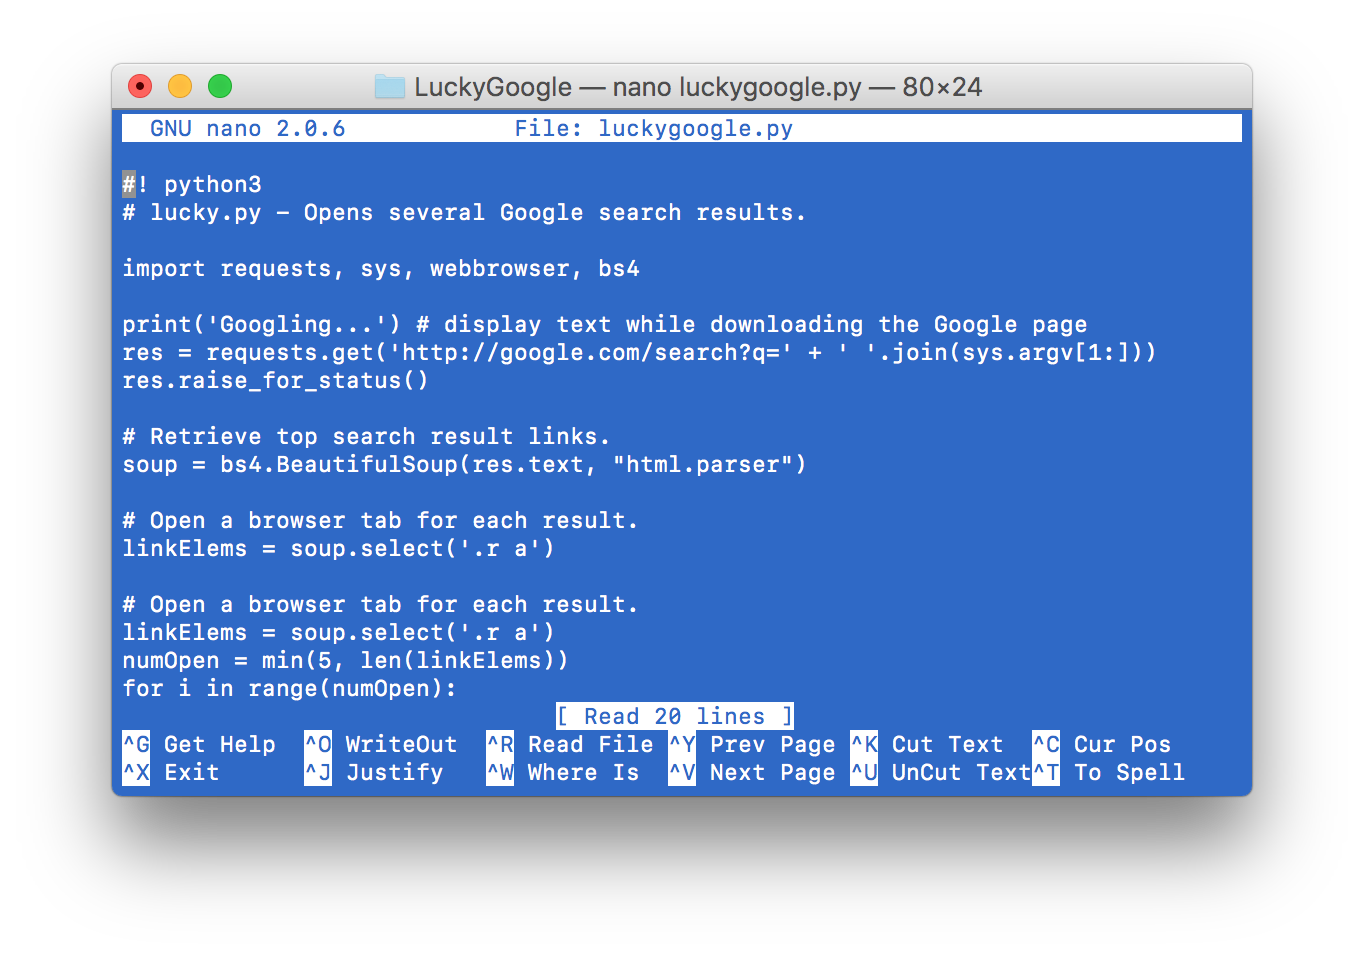 LuckyGoogle — nano luckygoogle.py — 80×24
GNU nano 2.0.6 File: luckygoogle.py
#! python3
# lucky.py - Opens several Google search results.
import requests, sys, webbrowser, bs4
print('Googling...') # display text while downloading the Google page
res = requests.get('http://google.com/search?q=' + ' '.join(sys.argv[1:]))
res.raise_for_status()
# Retrieve top search result links.
soup = bs4.BeautifulSoup(res.text, "html.parser")
# Open a browser tab for each result.
linkElems = soup.select('.r a')
# Open a browser tab for each result.
linkElems = soup.select('.r a')
numOpen = min(5, len(linkElems))
for i in range(numOpen):
[ Read 20 lines ]
^G Get Help ^O WriteOut ^R Read File ^Y Prev Page ^K Cut Text ^C Cur Pos
^X Exit ^J Justify ^W Where Is ^V Next Page ^U UnCut Text ^T To Spell